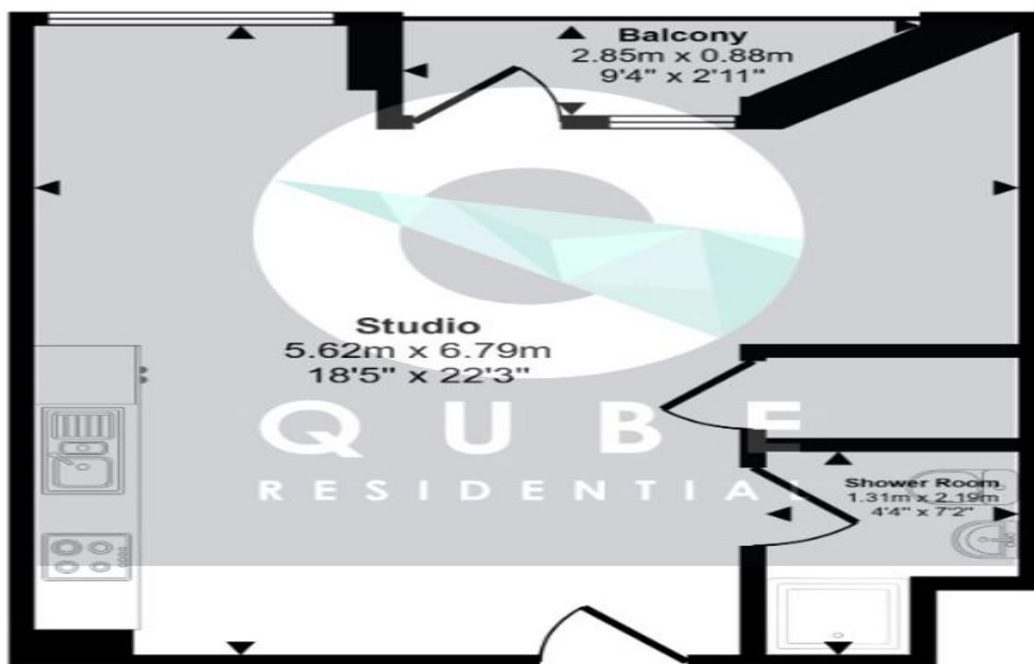 Balcony
2.85m x 0.88m
9'4" x 2'11"
Studio
5.62m x 6.79m
18'5" x 22'3"
QUBE
RESIDENTIAL
Shower Room
1.31m x 2.19m
4'4" x 7'2"